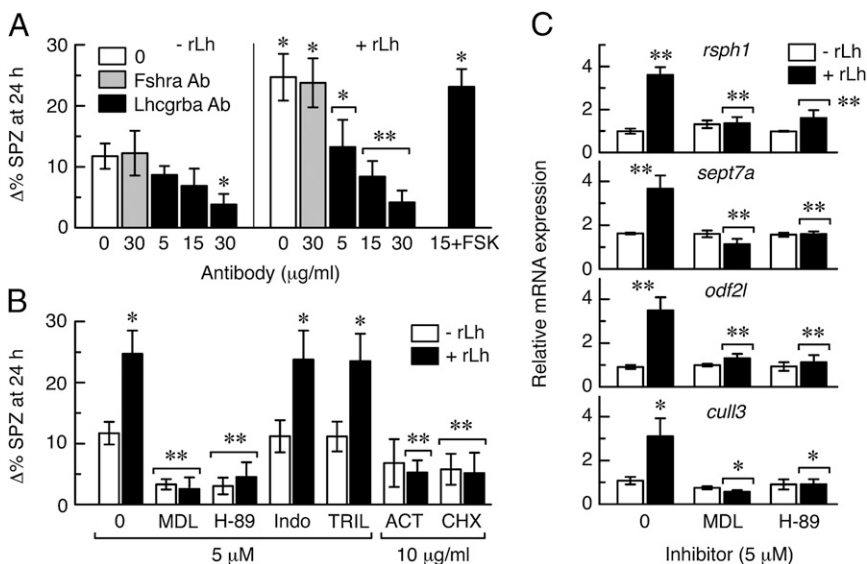 A
Δ% SPZ at 24 h
30
20
10
0
- rLh
+ rLh
0
Fshra Ab
Lhcgrba Ab
*
* *
*
**
*
0 30 5 15 30 0 30 5 15 30 15+FSK
Antibody (μg/ml)
B
Δ% SPZ at 24 h
30
20
10
0
- rLh
+ rLh
*
**
**
*
*
**
**
0 MDL H-89 Indo TRIL ACT CHX
5 μM
10 μg/ml
C
Relative mRNA expression
rsph1
- rLh
+ rLh
4
2
0
**
**
**
sept7a
4
2
0
**
**
**
odf2l
4
2
0
**
**
**
cull3
4
2
0
*
*
*
0 MDL H-89
Inhibitor (5 μM)